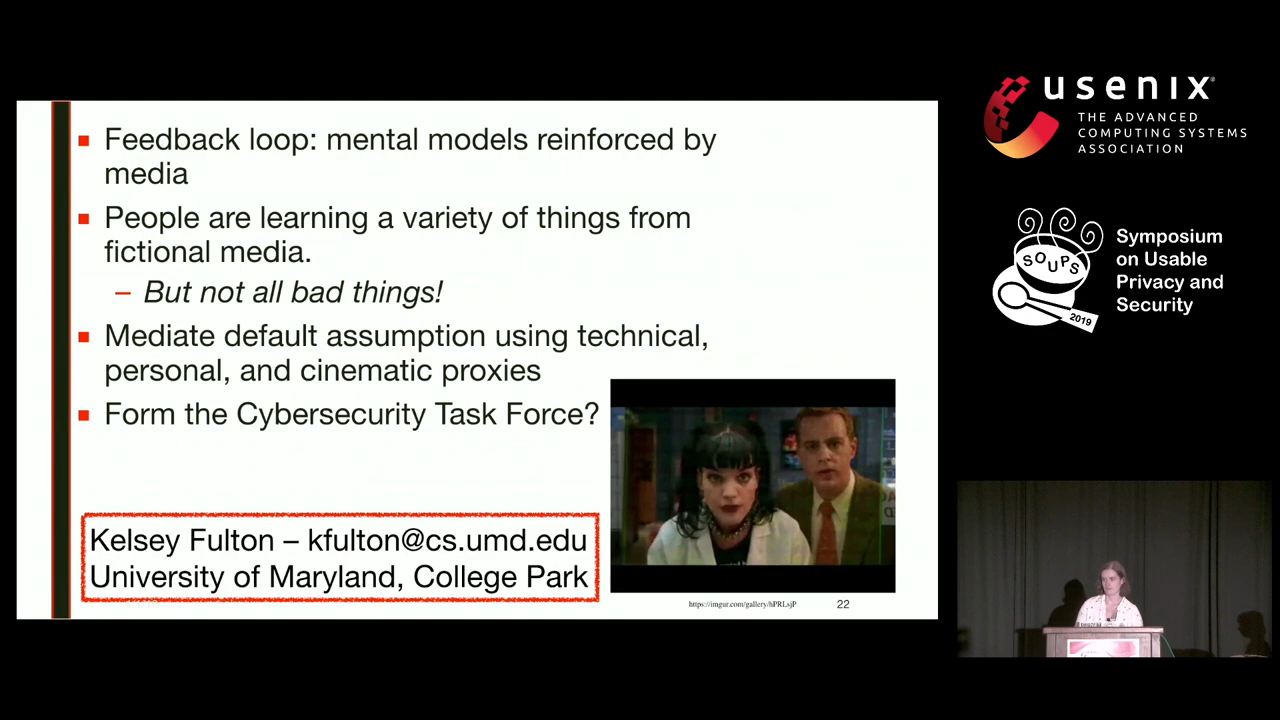 Feedback loop: mental models reinforced by
media
People are learning a variety of things from
fictional media.
– But not all bad things!
Mediate default assumption using technical,
personal, and cinematic proxies
Form the Cybersecurity Task Force?
Kelsey Fulton – kfulton@cs.umd.edu
University of Maryland, College Park
https://imgur.com/gallery/hPRLsjP
22
usenix
THE ADVANCED
COMPUTING SYSTEMS
ASSOCIATION
SOUPS
2019
Symposium
on Usable
Privacy and
Security